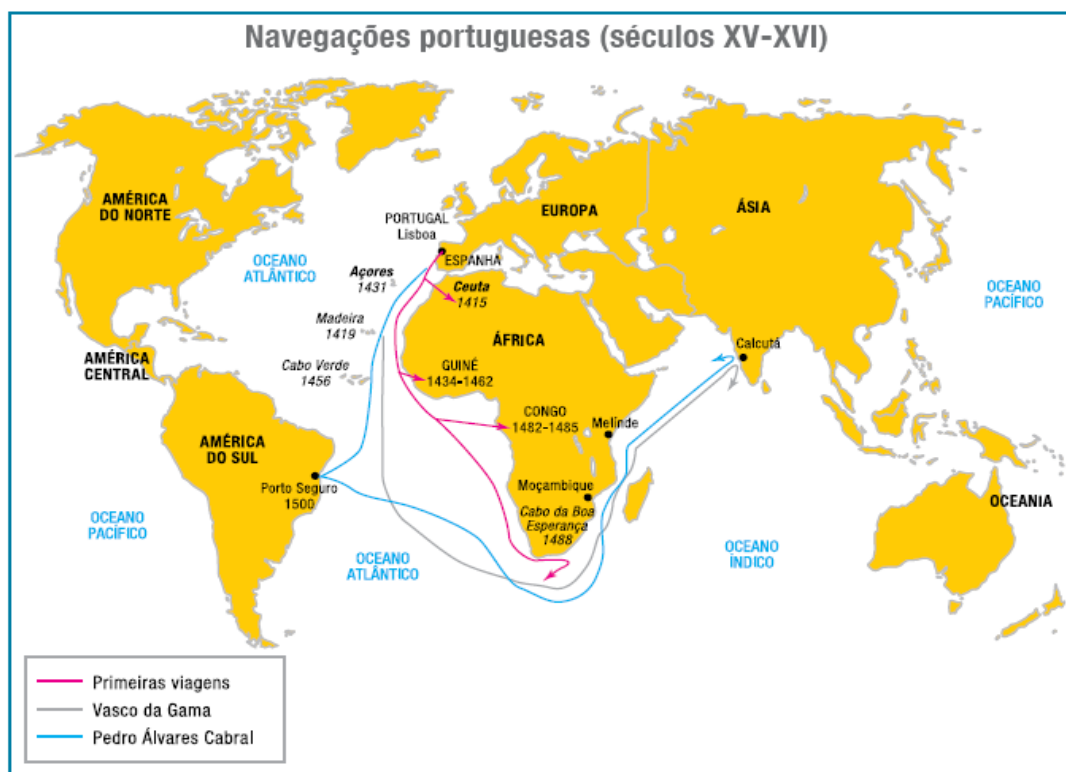 Navegações portuguesas (séculos XV-XVI)
AMÉRICA
DO NORTE
OCEANO
ATLÂNTICO
PORTUGAL
Lisboa
ESPANHA
EUROPA
ÁSIA
Açores
1431
Ceuta
1415
OCEANO
PACÍFICO
Madeira
1419
ÁFRICA
Calcutá
AMÉRICA
CENTRAL
Cabo Verde
1456
GUINÉ
1434-1462
CONGO
1482-1485
Melinde
AMÉRICA
DO SUL
Porto Seguro
1500
Moçambique
Cabo da Boa
Esperança
1488
OCEANIA
OCEANO
PACÍFICO
OCEANO
ATLÂNTICO
OCEANO
ÍNDICO
Primeiras viagens
Vasco da Gama
Pedro Álvares Cabral